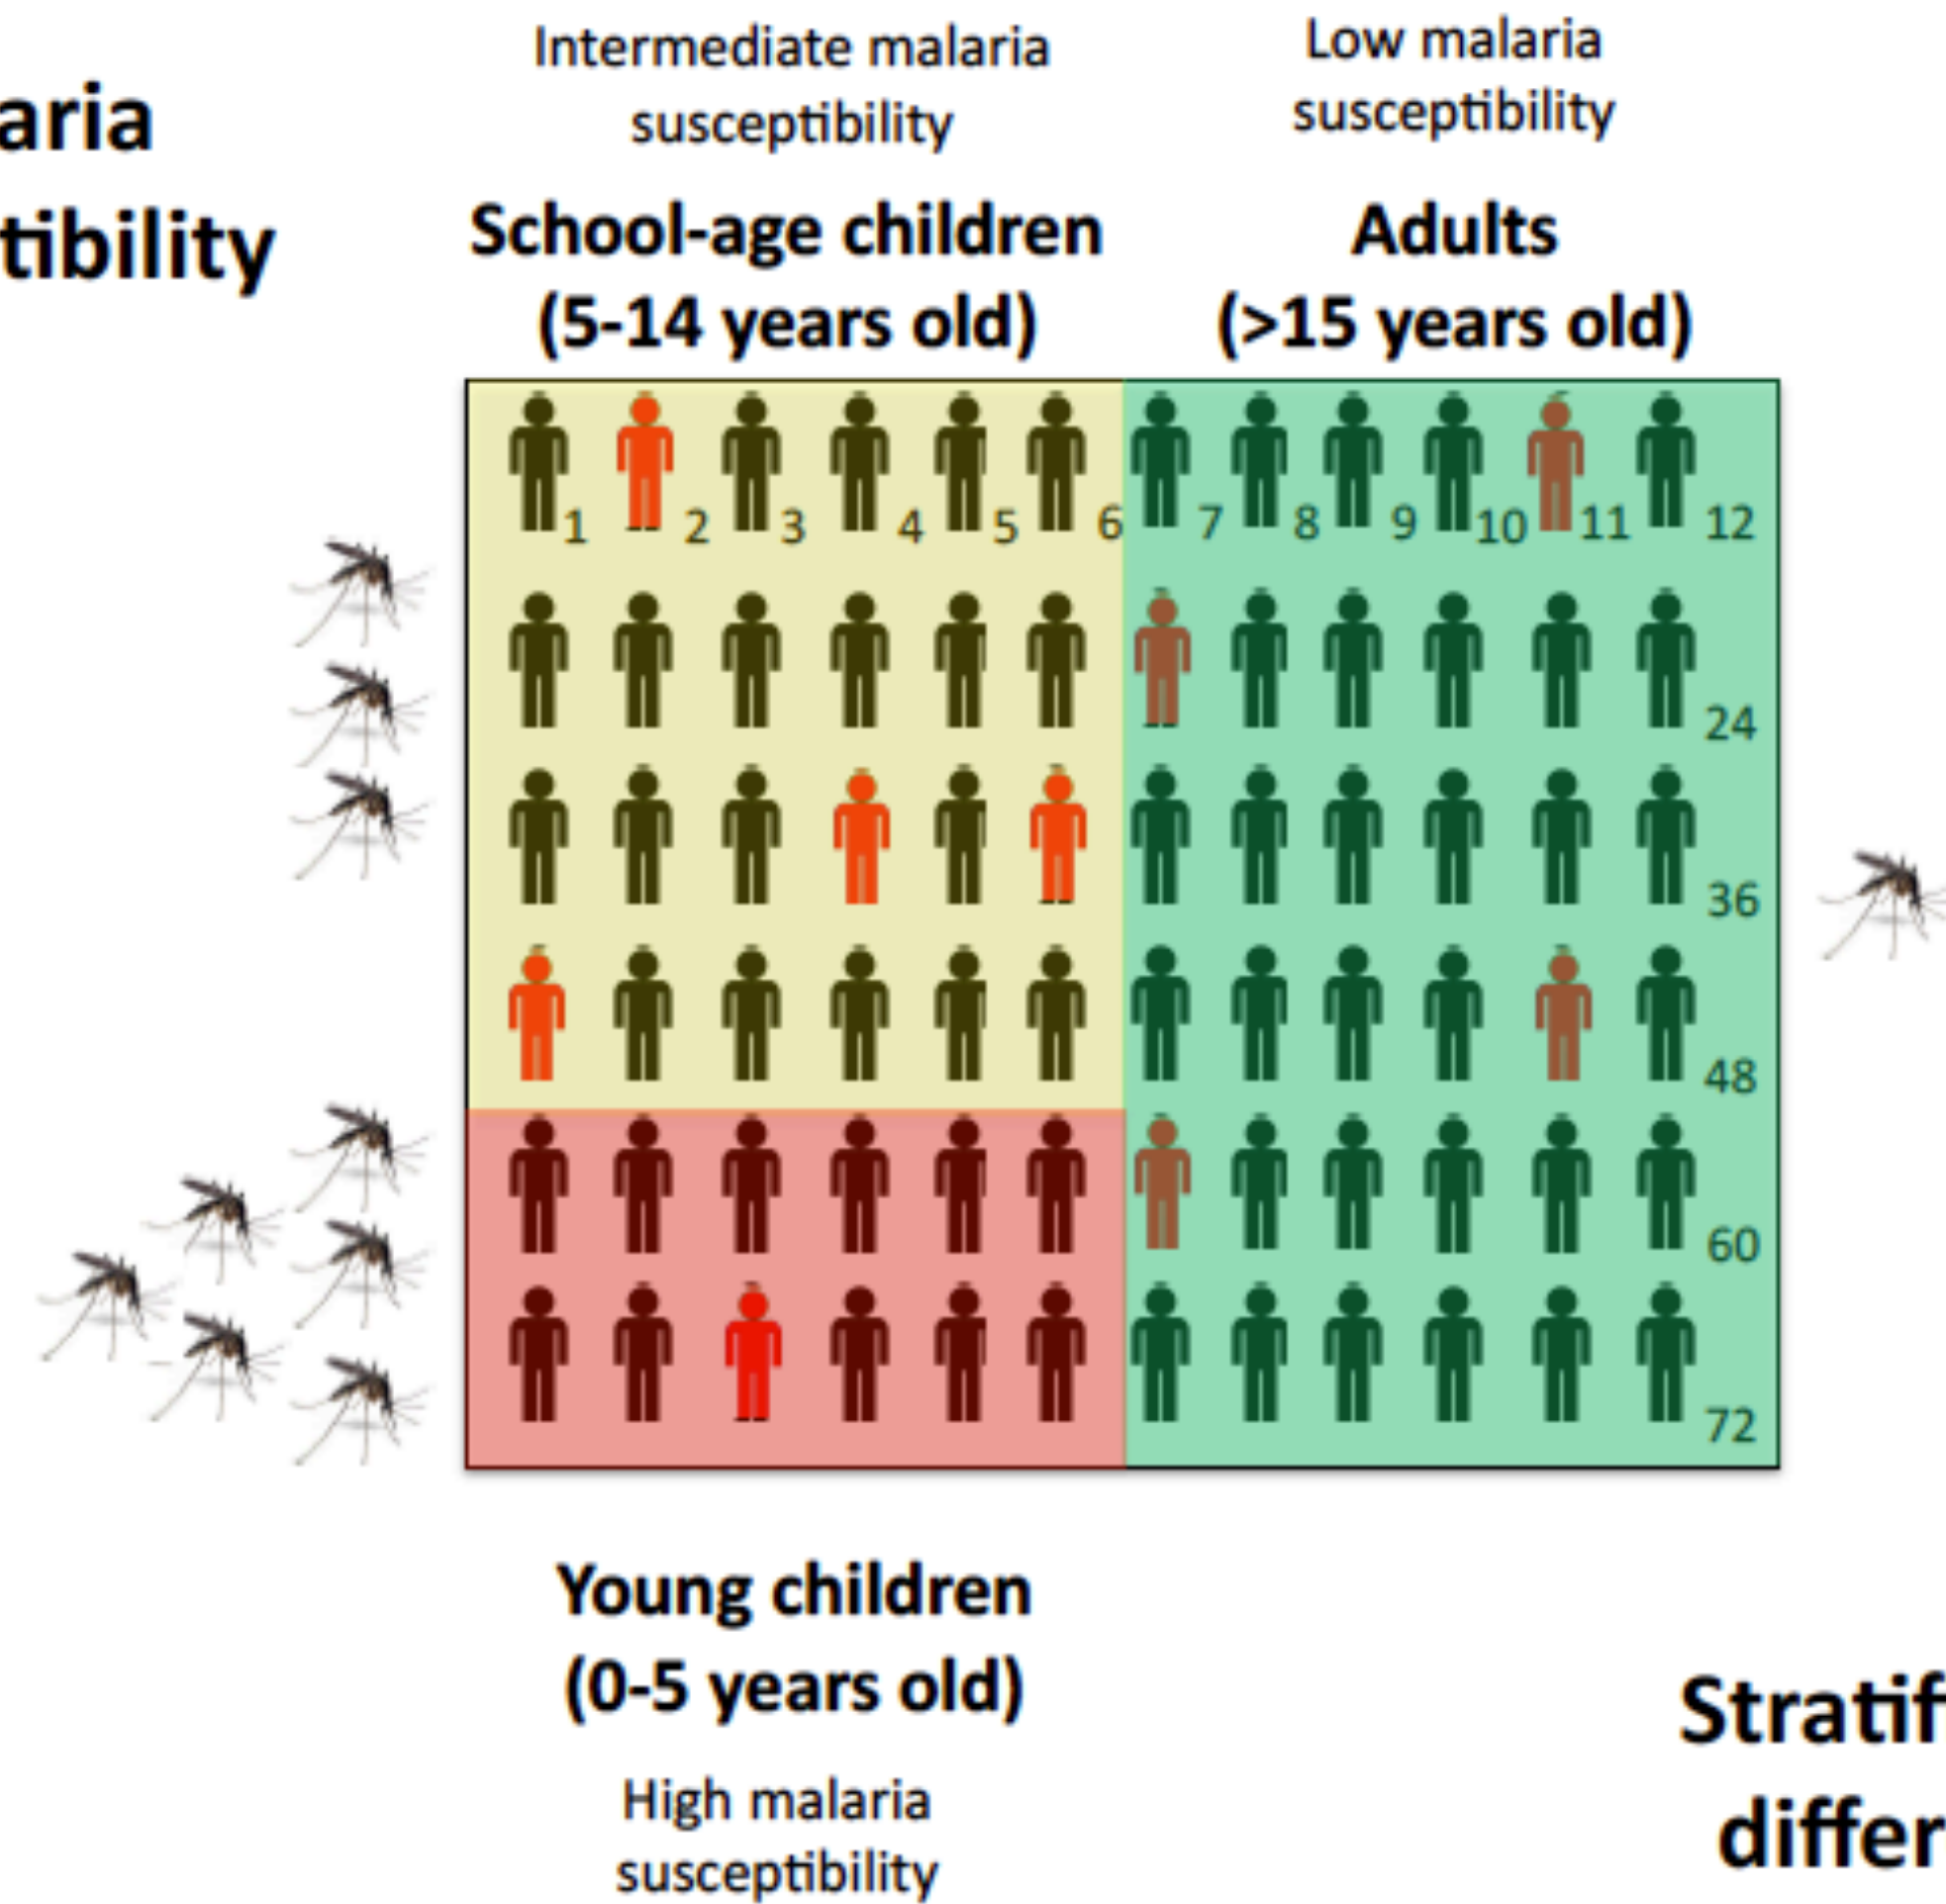 Intermediate malaria
susceptibility
Low malaria
susceptibility
aria
tibility
School-age children
(5-14 years old)
Adults
(>15 years old)
1 2 3 4 5 6 7 8 9 10 11 12
24
36
48
60
72
Young children
(0-5 years old)
High malaria
susceptibility
Stratif
differ